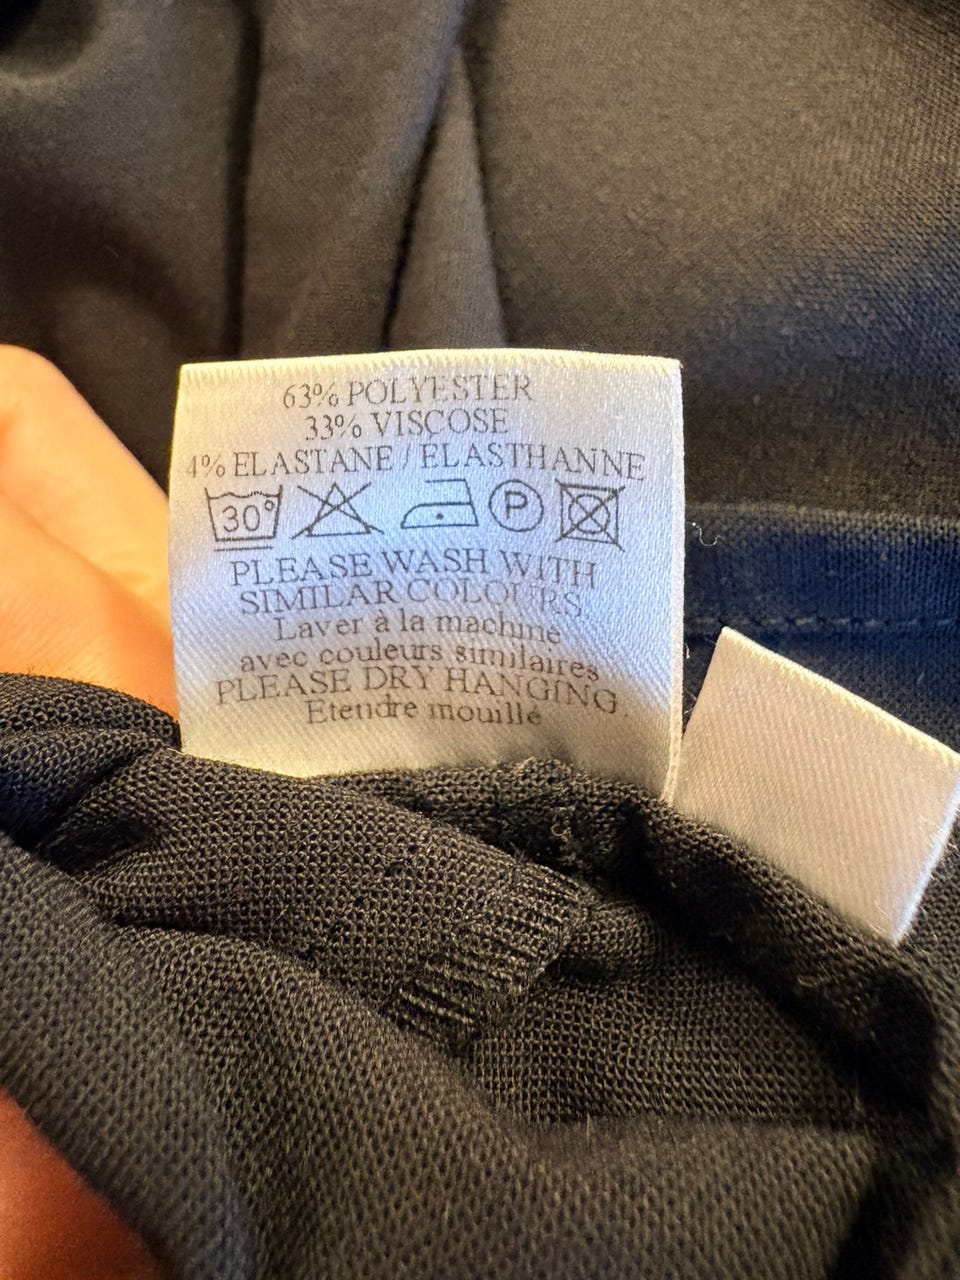 63% POLYESTER
33% VISCOSE
4% ELASTANE / ÉLASTHANNE
30° P
PLEASE WASH WITH
SIMILAR COLOURS.
Laver à la machine
avec couleurs similaires
PLEASE DRY HANGING.
Etendre mouillé